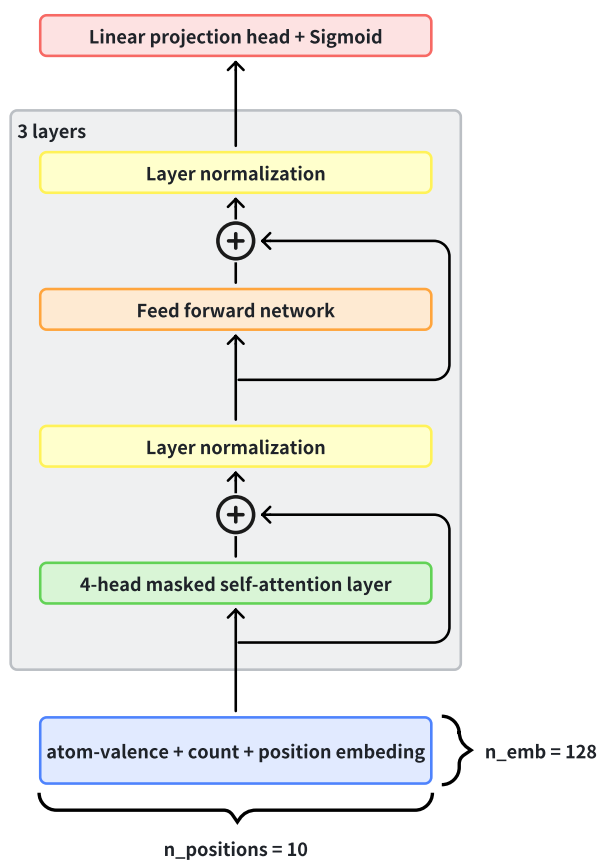 Linear projection head + Sigmoid
3 layers
Layer normalization
Feed forward network
Layer normalization
4-head masked self-attention layer
atom-valence + count + position embeding
n_emb = 128
n_positions = 10